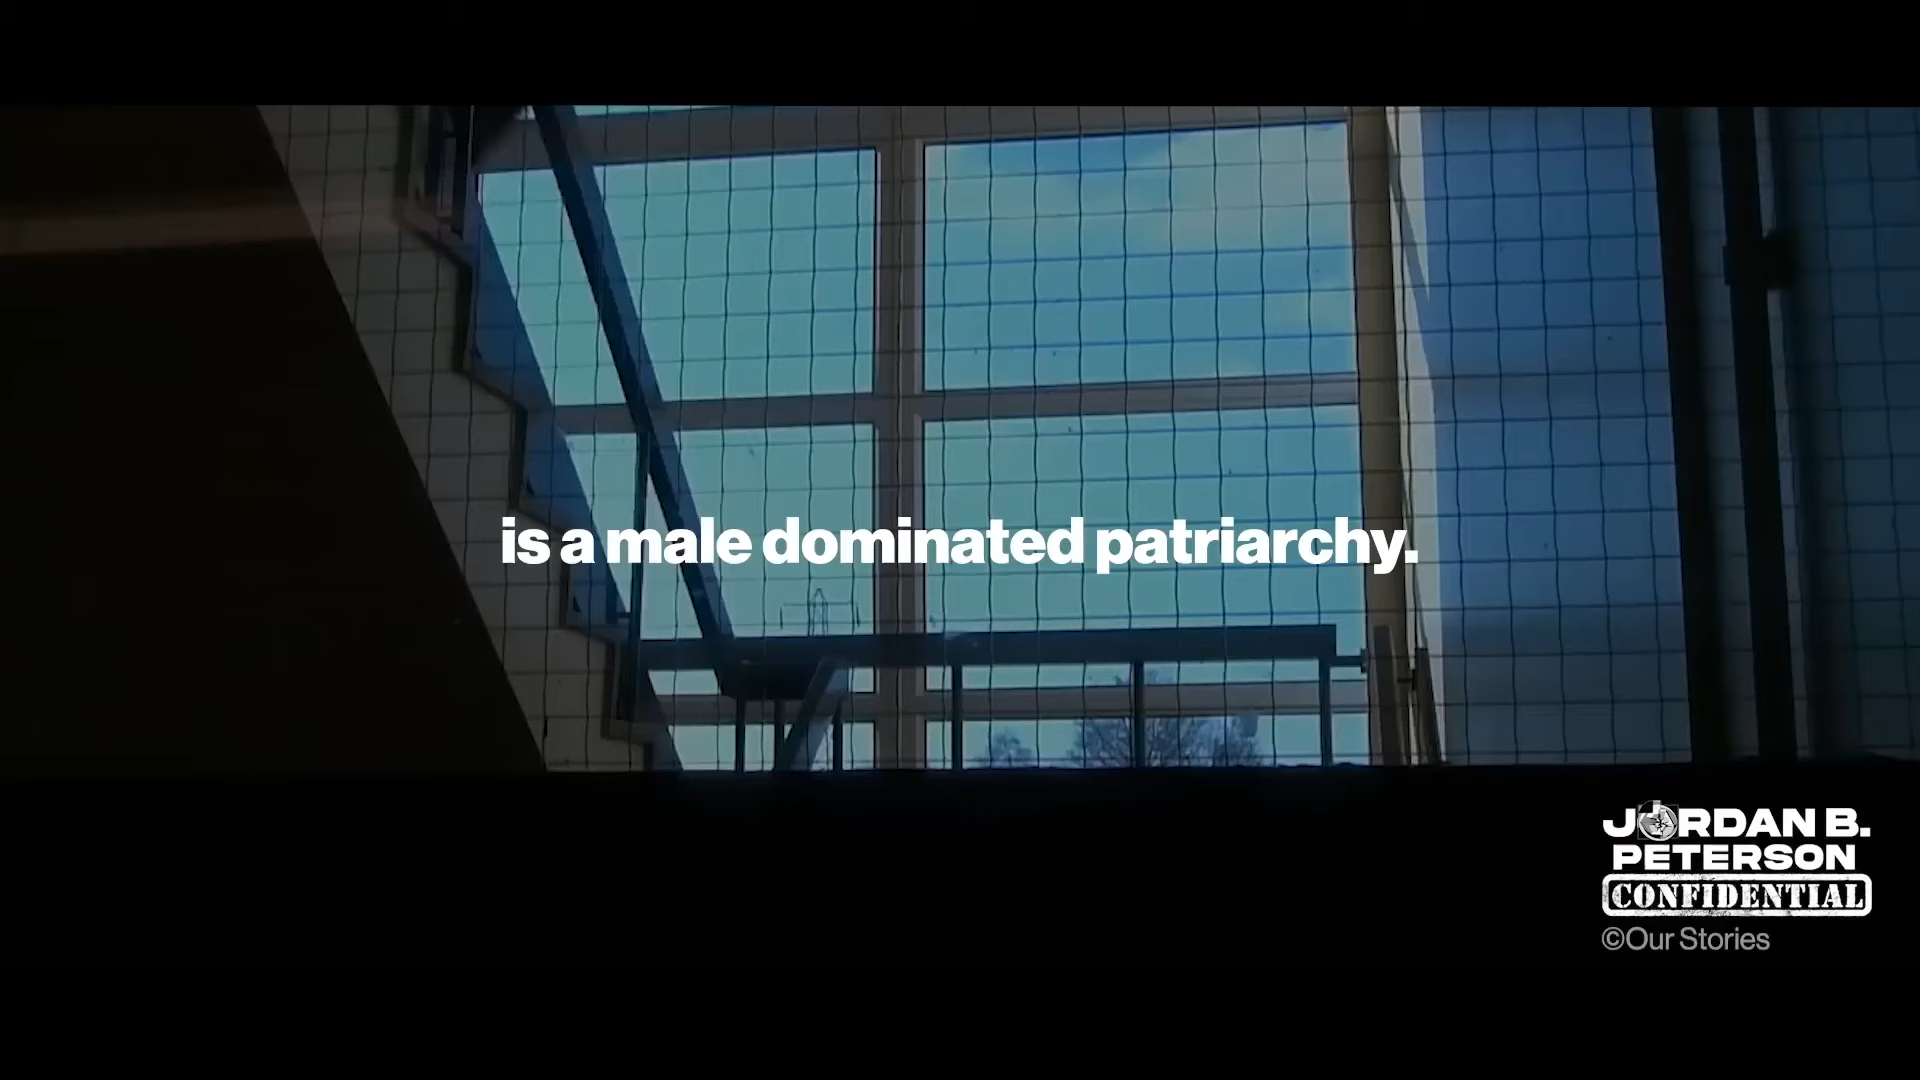 is a male dominated patriarchy.
JORDAN B.
PETERSON
CONFIDENTIAL
©Our Stories